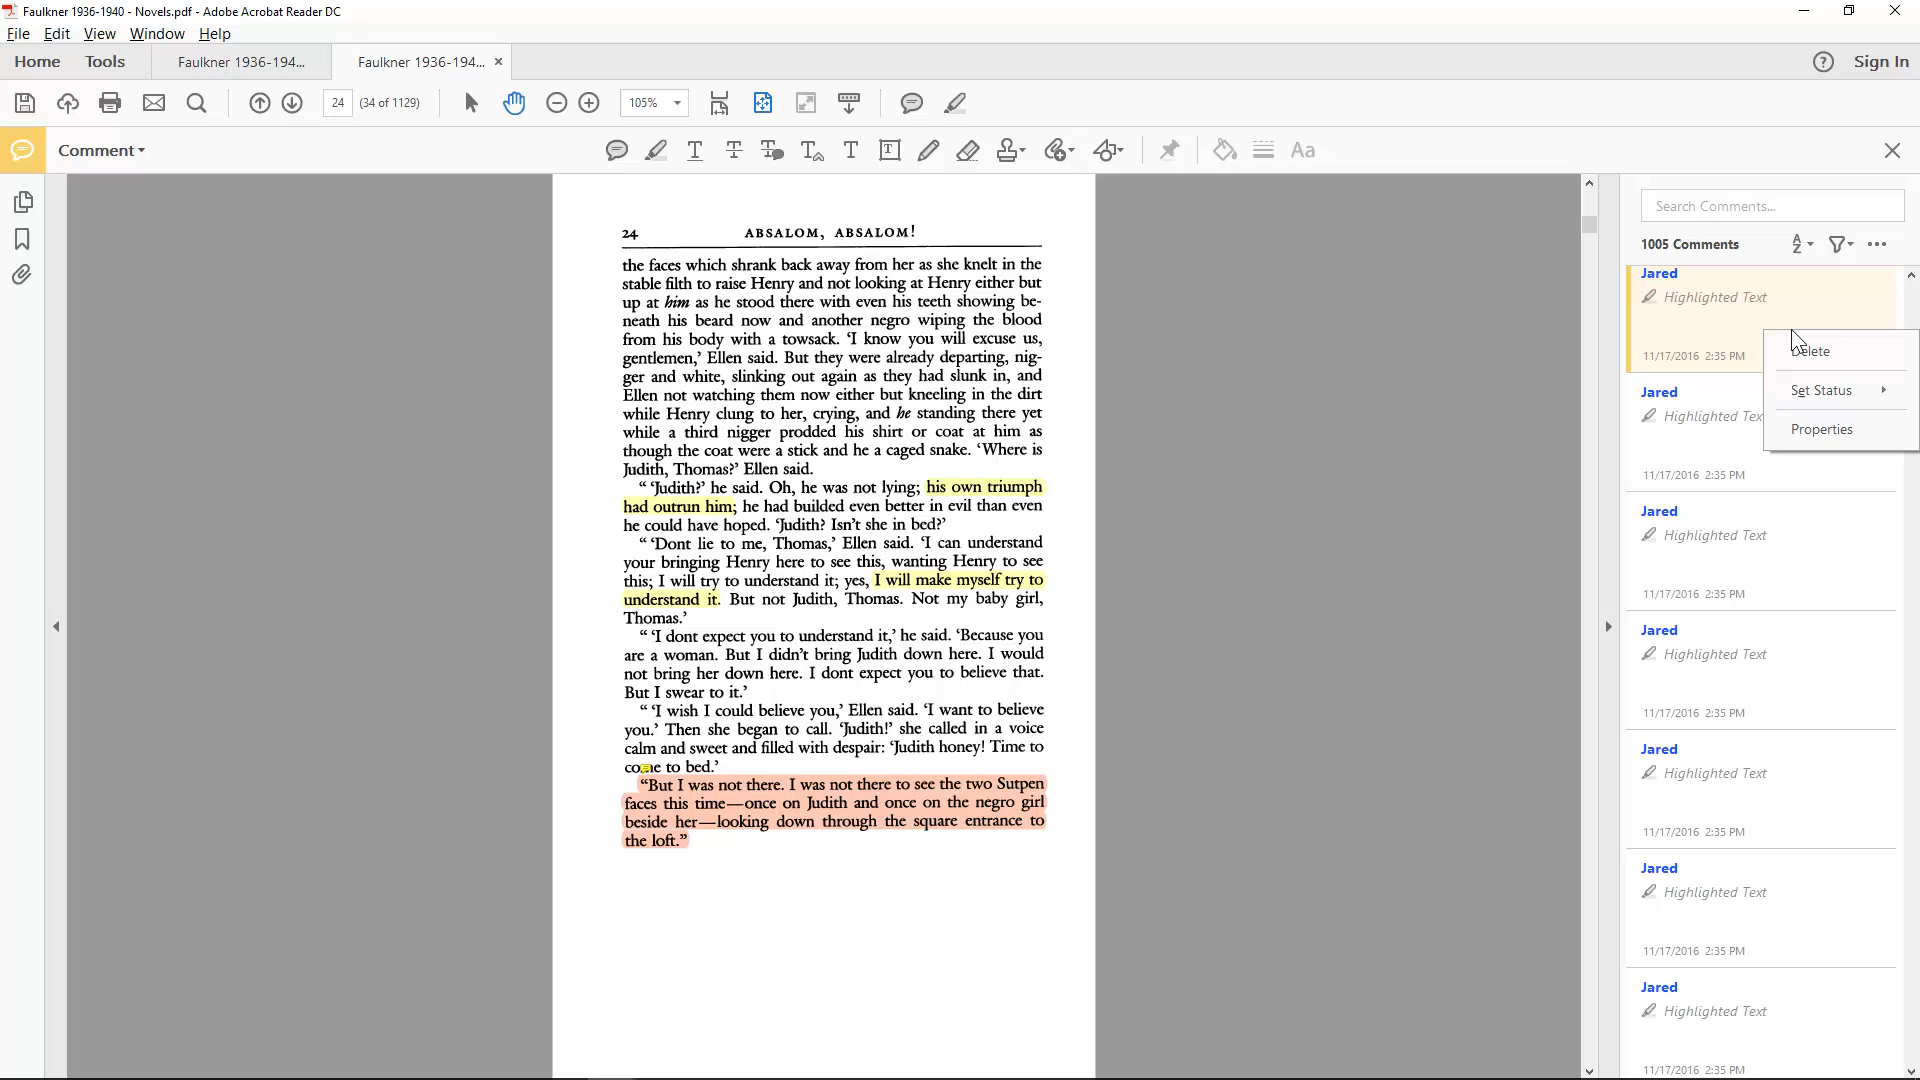 Faulkner 1936-1940 - Novels.pdf - Adobe Acrobat Reader DC
File Edit View Window Help
Home Tools Faulkner 1936-194... Faulkner 1936-194... Sign In
24 (34 of 1129) 105%
Comment
24 ABSALOM, ABSALOM!
the faces which shrank back away from her as she knelt in the
stable filth to raise Henry and not looking at Henry either but
up at him as he stood there with even his teeth showing be-
neath his beard now and another negro wiping the blood
from his body with a towsack. ‘I know you will excuse us,
gentlemen,’ Ellen said. But they were already departing, nig-
ger and white, slinking out again as they had slunk in, and
Ellen not watching them now either but kneeling in the dirt
while Henry clung to her, crying, and he standing there yet
while a third nigger prodded his shirt or coat at him as
though the coat were a stick and he a caged snake. ‘Where is
Judith, Thomas?’ Ellen said.
“ ‘Judith?’ he said. Oh, he was not lying; his own triumph
had outrun him; he had builded even better in evil than even
he could have hoped. ‘Judith? Isn’t she in bed?’
“ ‘Dont lie to me, Thomas,’ Ellen said. ‘I can understand
your bringing Henry here to see this, wanting Henry to see
this; I will try to understand it; yes, I will make myself try to
understand it. But not Judith, Thomas. Not my baby girl,
Thomas.’
“ ‘I dont expect you to understand it,’ he said. ‘Because you
are a woman. But I didn’t bring Judith down here. I would
not bring her down here. I dont expect you to believe that.
But I swear to it.’
“ ‘I wish I could believe you,’ Ellen said. ‘I want to believe
you.’ Then she began to call. ‘Judith!’ she called in a voice
calm and sweet and filled with despair: ‘Judith honey! Time to
come to bed.’
“But I was not there. I was not there to see the two Sutpen
faces this time—once on Judith and once on the negro girl
beside her—looking down through the square entrance to
the loft.”
Search Comments...
1005 Comments
Jared
Highlighted Text
11/17/2016 2:35 PM
Delete
Set Status
Properties
Jared
Highlighted Tex
11/17/2016 2:35 PM
Jared
Highlighted Text
11/17/2016 2:35 PM
Jared
Highlighted Text
11/17/2016 2:35 PM
Jared
Highlighted Text
11/17/2016 2:35 PM
Jared
Highlighted Text
11/17/2016 2:35 PM
Jared
Highlighted Text
11/17/2016 2:35 PM